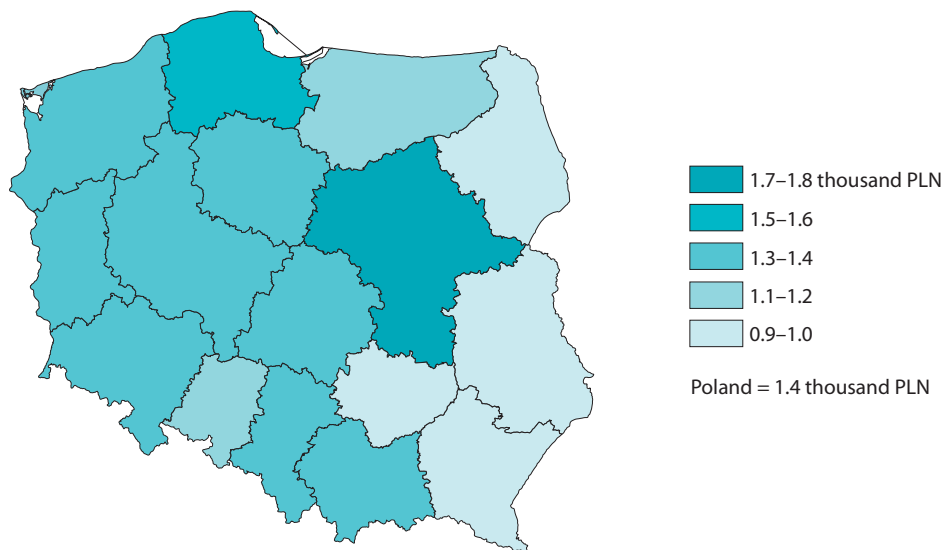 1.7–1.8 thousand PLN
1.5–1.6
1.3–1.4
1.1–1.2
0.9–1.0
Poland = 1.4 thousand PLN